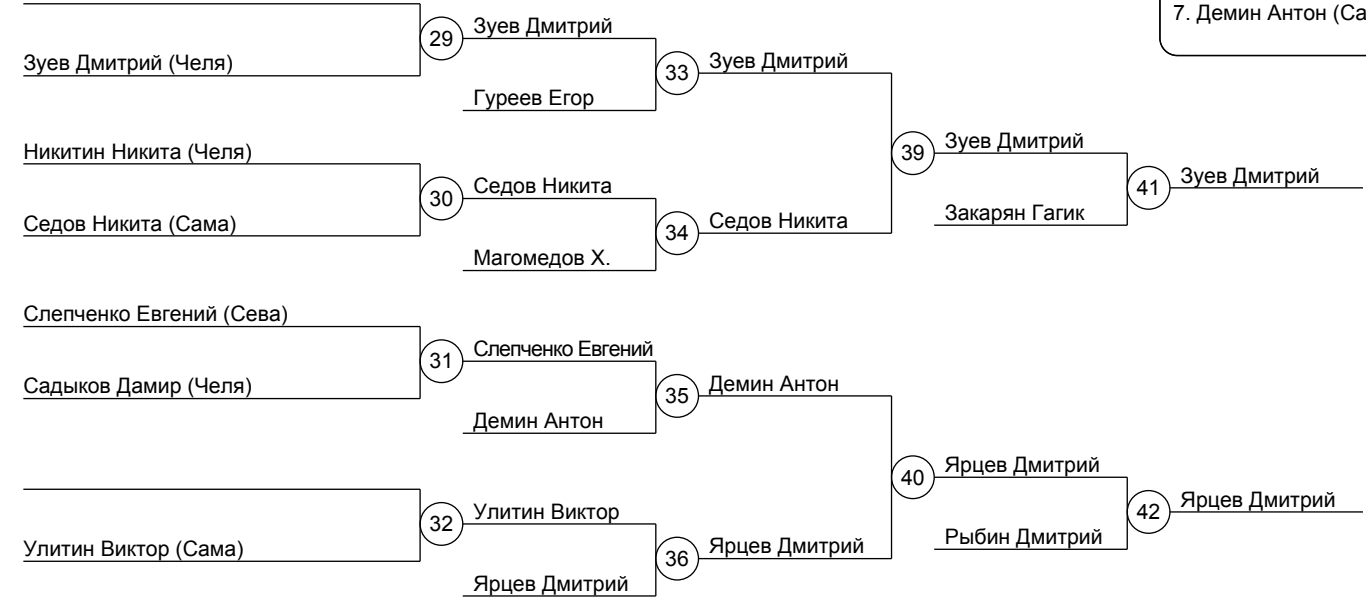 7. Демин Антон (Са
29
Зуев Дмитрий
Зуев Дмитрий (Челя)
33
Зуев Дмитрий
Гуреев Егор
Никитин Никита (Челя)
39
Зуев Дмитрий
30
Седов Никита
41
Зуев Дмитрий
Седов Никита (Сама)
34
Седов Никита
Закарян Гагик
Магомедов Х.
Слепченко Евгений (Сева)
31
Слепченко Евгений
Садыков Дамир (Челя)
35
Демин Антон
Демин Антон
40
Ярцев Дмитрий
32
Улитин Виктор
42
Ярцев Дмитрий
Улитин Виктор (Сама)
36
Ярцев Дмитрий
Рыбин Дмитрий
Ярцев Дмитрий